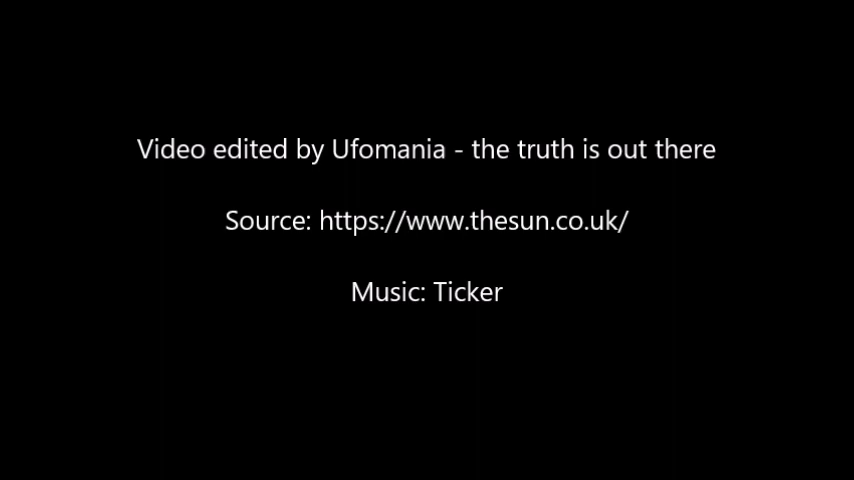 Video edited by Ufomania - the truth is out there
Source: https://www.thesun.co.uk/
Music: Ticker